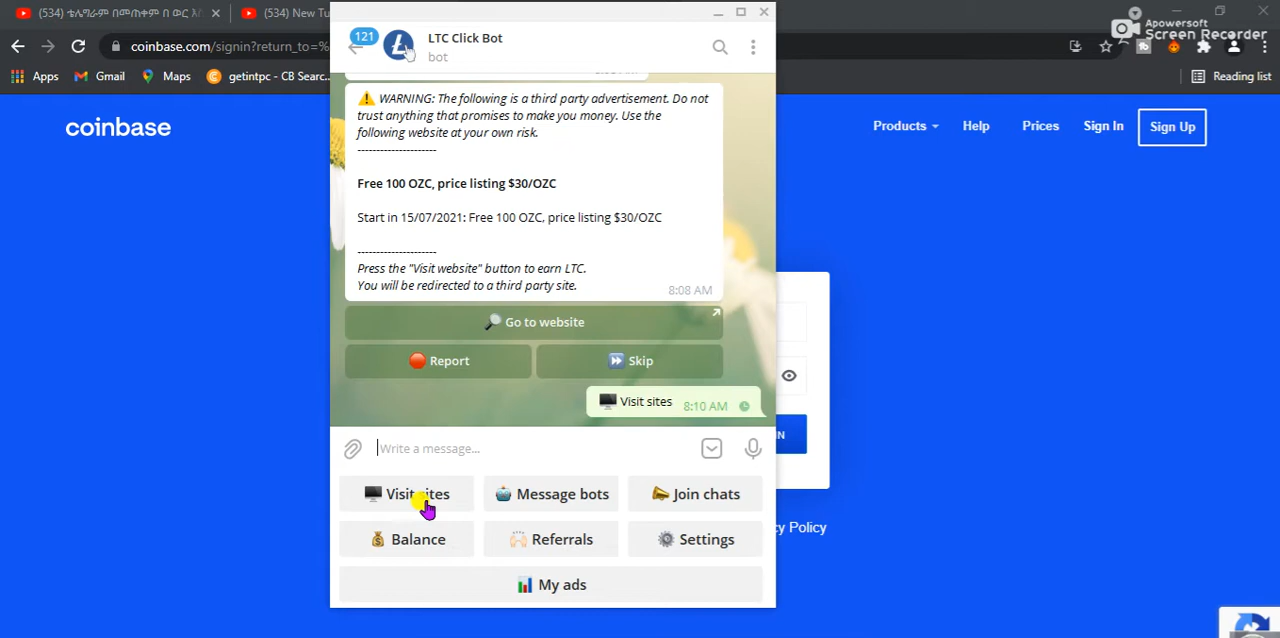 (534) ቴሌግራም በመጠቀም በ ወር እስ
(534) New Tu
Apowersoft
Screen Recorder
coinbase.com/signin?return_to=%
Apps
Gmail
Maps
getintpc - CB Searc...
Reading list
coinbase
Products
Help
Prices
Sign In
Sign Up
121
LTC Click Bot
bot
WARNING: The following is a third party advertisement. Do not
trust anything that promises to make you money. Use the
following website at your own risk.
---------------------
Free 100 OZC, price listing $30/OZC
Start in 15/07/2021: Free 100 OZC, price listing $30/OZC
---------------------
Press the "Visit website" button to earn LTC.
You will be redirected to a third party site.
8:08 AM
Go to website
Report
Skip
Visit sites
8:10 AM
Write a message...
Visit sites
Message bots
Join chats
Balance
Referrals
Settings
My ads
N
cy Policy